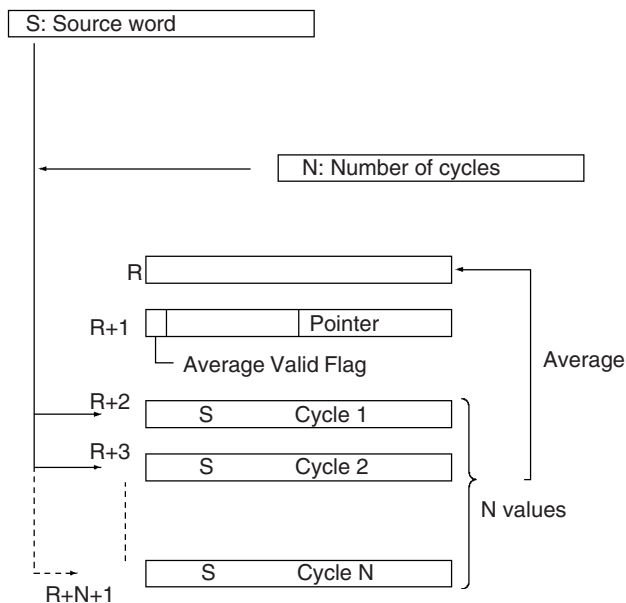 S: Source word
N: Number of cycles
R
R+1 Pointer
Average Valid Flag
Average
R+2 S Cycle 1
R+3 S Cycle 2
N values
S Cycle N
R+N+1